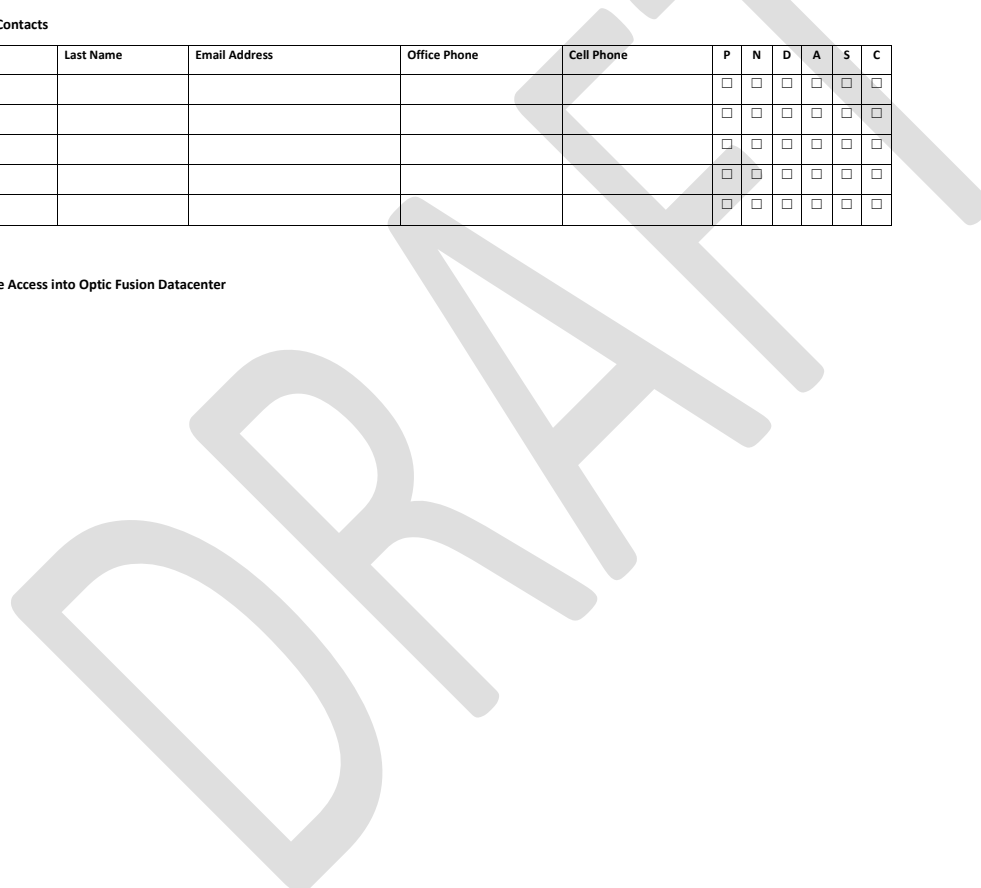 Contacts
Last Name Email Address Office Phone Cell Phone P N D A S C
☐ ☐ ☐ ☐ ☐ ☐
☐ ☐ ☐ ☐ ☐ ☐
☐ ☐ ☐ ☐ ☐ ☐
☐ ☐ ☐ ☐ ☐ ☐
☐ ☐ ☐ ☐ ☐ ☐
e Access into Optic Fusion Datacenter
DRAFT